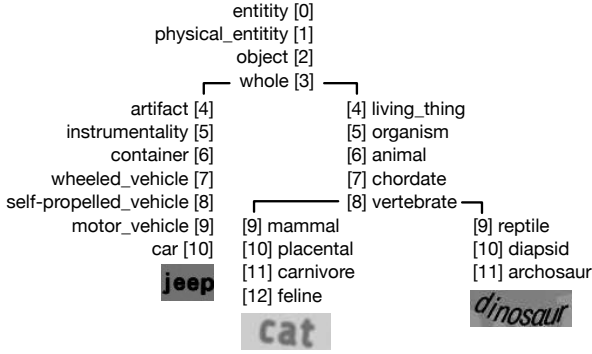 entitity [0]
physical_entitity [1]
object [2]
whole [3]
artifact [4]
instrumentality [5]
container [6]
wheeled_vehicle [7]
self-propelled_vehicle [8]
motor_vehicle [9]
car [10]
jeep
[4] living_thing
[5] organism
[6] animal
[7] chordate
[8] vertebrate
[9] mammal
[10] placental
[11] carnivore
[12] feline
cat
[9] reptile
[10] diapsid
[11] archosaur
dinosaur